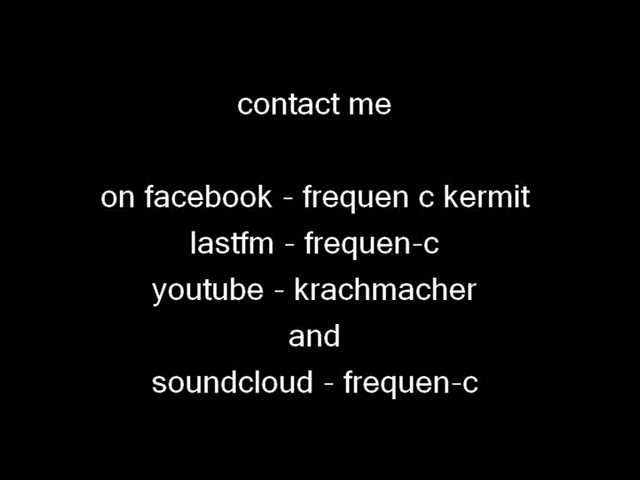 contact me
on facebook - frequen c kermit
lastfm - frequen-c
youtube - krachmacher
and
soundcloud - frequen-c